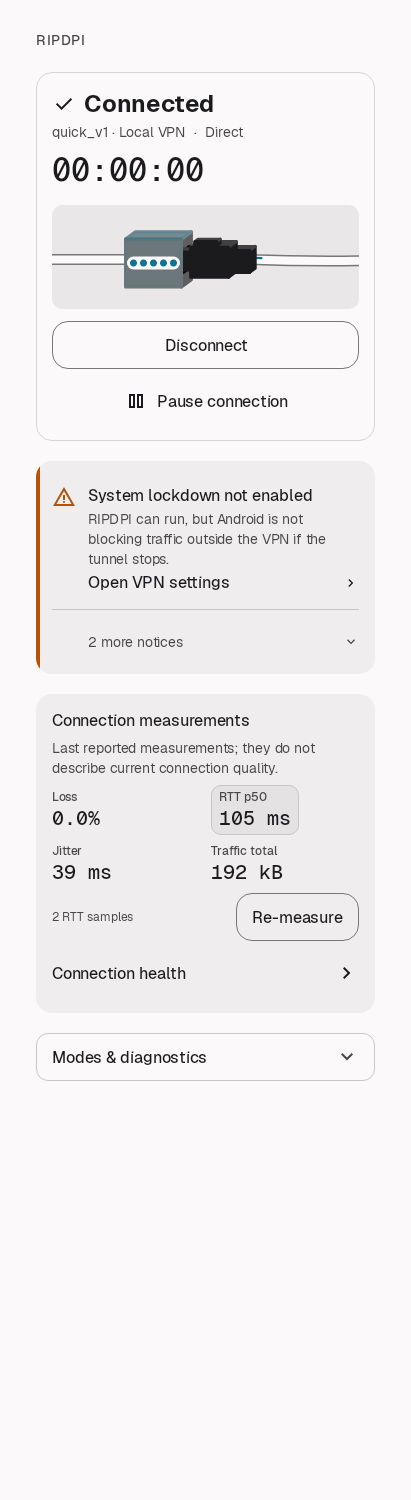 RIPDPI
Connected
quick_v1 · Local VPN · Direct
00:00:00
Disconnect
Pause connection
System lockdown not enabled
RIPDPI can run, but Android is not
blocking traffic outside the VPN if the
tunnel stops.
Open VPN settings
2 more notices
Connection measurements
Last reported measurements; they do not
describe current connection quality.
Loss
0.0%
RTT p50
105 ms
Jitter
39 ms
Traffic total
192 kB
2 RTT samples
Re-measure
Connection health
Modes & diagnostics